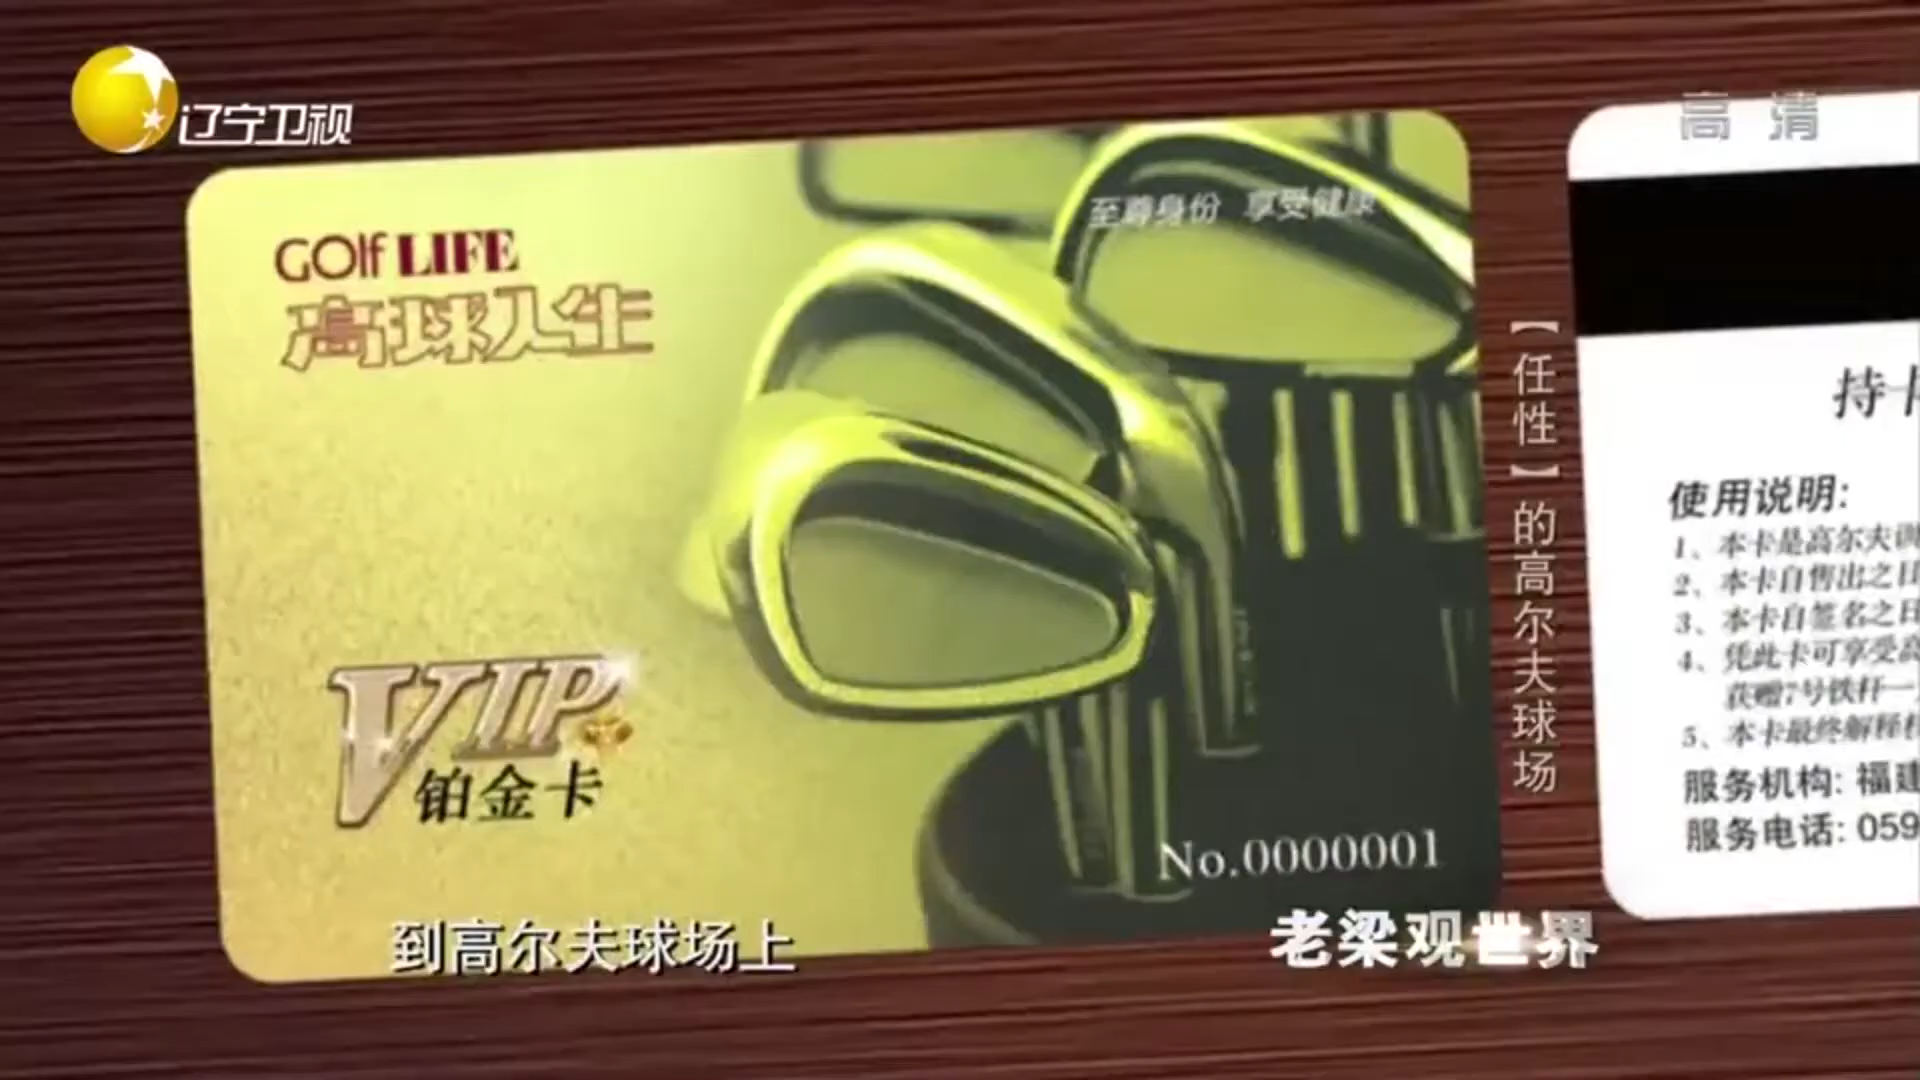 辽宁卫视
高清
至尊身份 享受健康
GOlf LIFE
高球人生
VIP
铂金卡
No.0000001
【任性】的高尔夫球场
持卡
使用说明:
1、本卡是高尔夫训
2、本卡自售出之日
3、本卡自签名之日
4、凭此卡可享受高
获赠7号铁杆一
5、本卡最终解释权
服务机构: 福建
服务电话: 059
到高尔夫球场上
老梁观世界